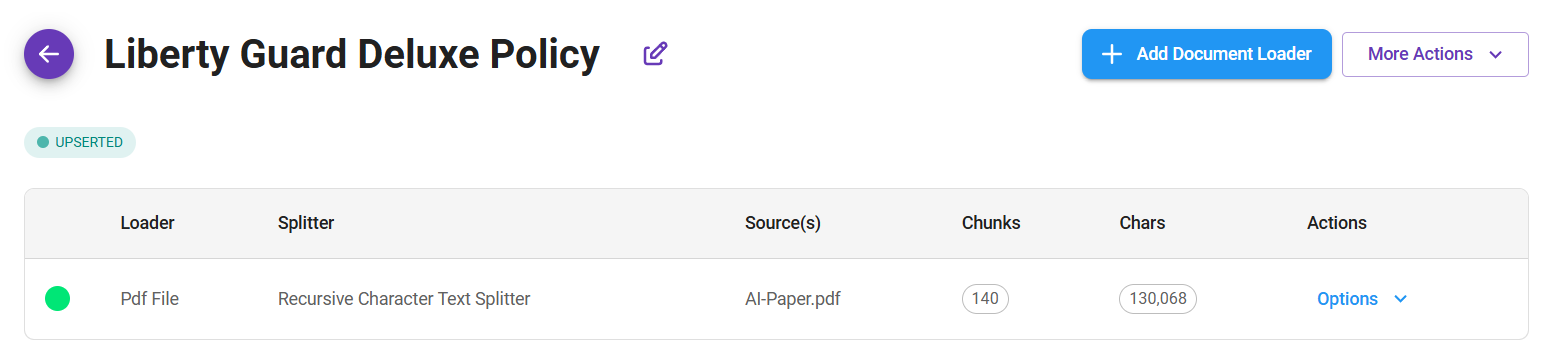 Liberty Guard Deluxe Policy
Add Document Loader
More Actions
UPSERTED
Loader Splitter Source(s) Chunks Chars Actions
Pdf File Recursive Character Text Splitter AI-Paper.pdf 140 130,068 Options